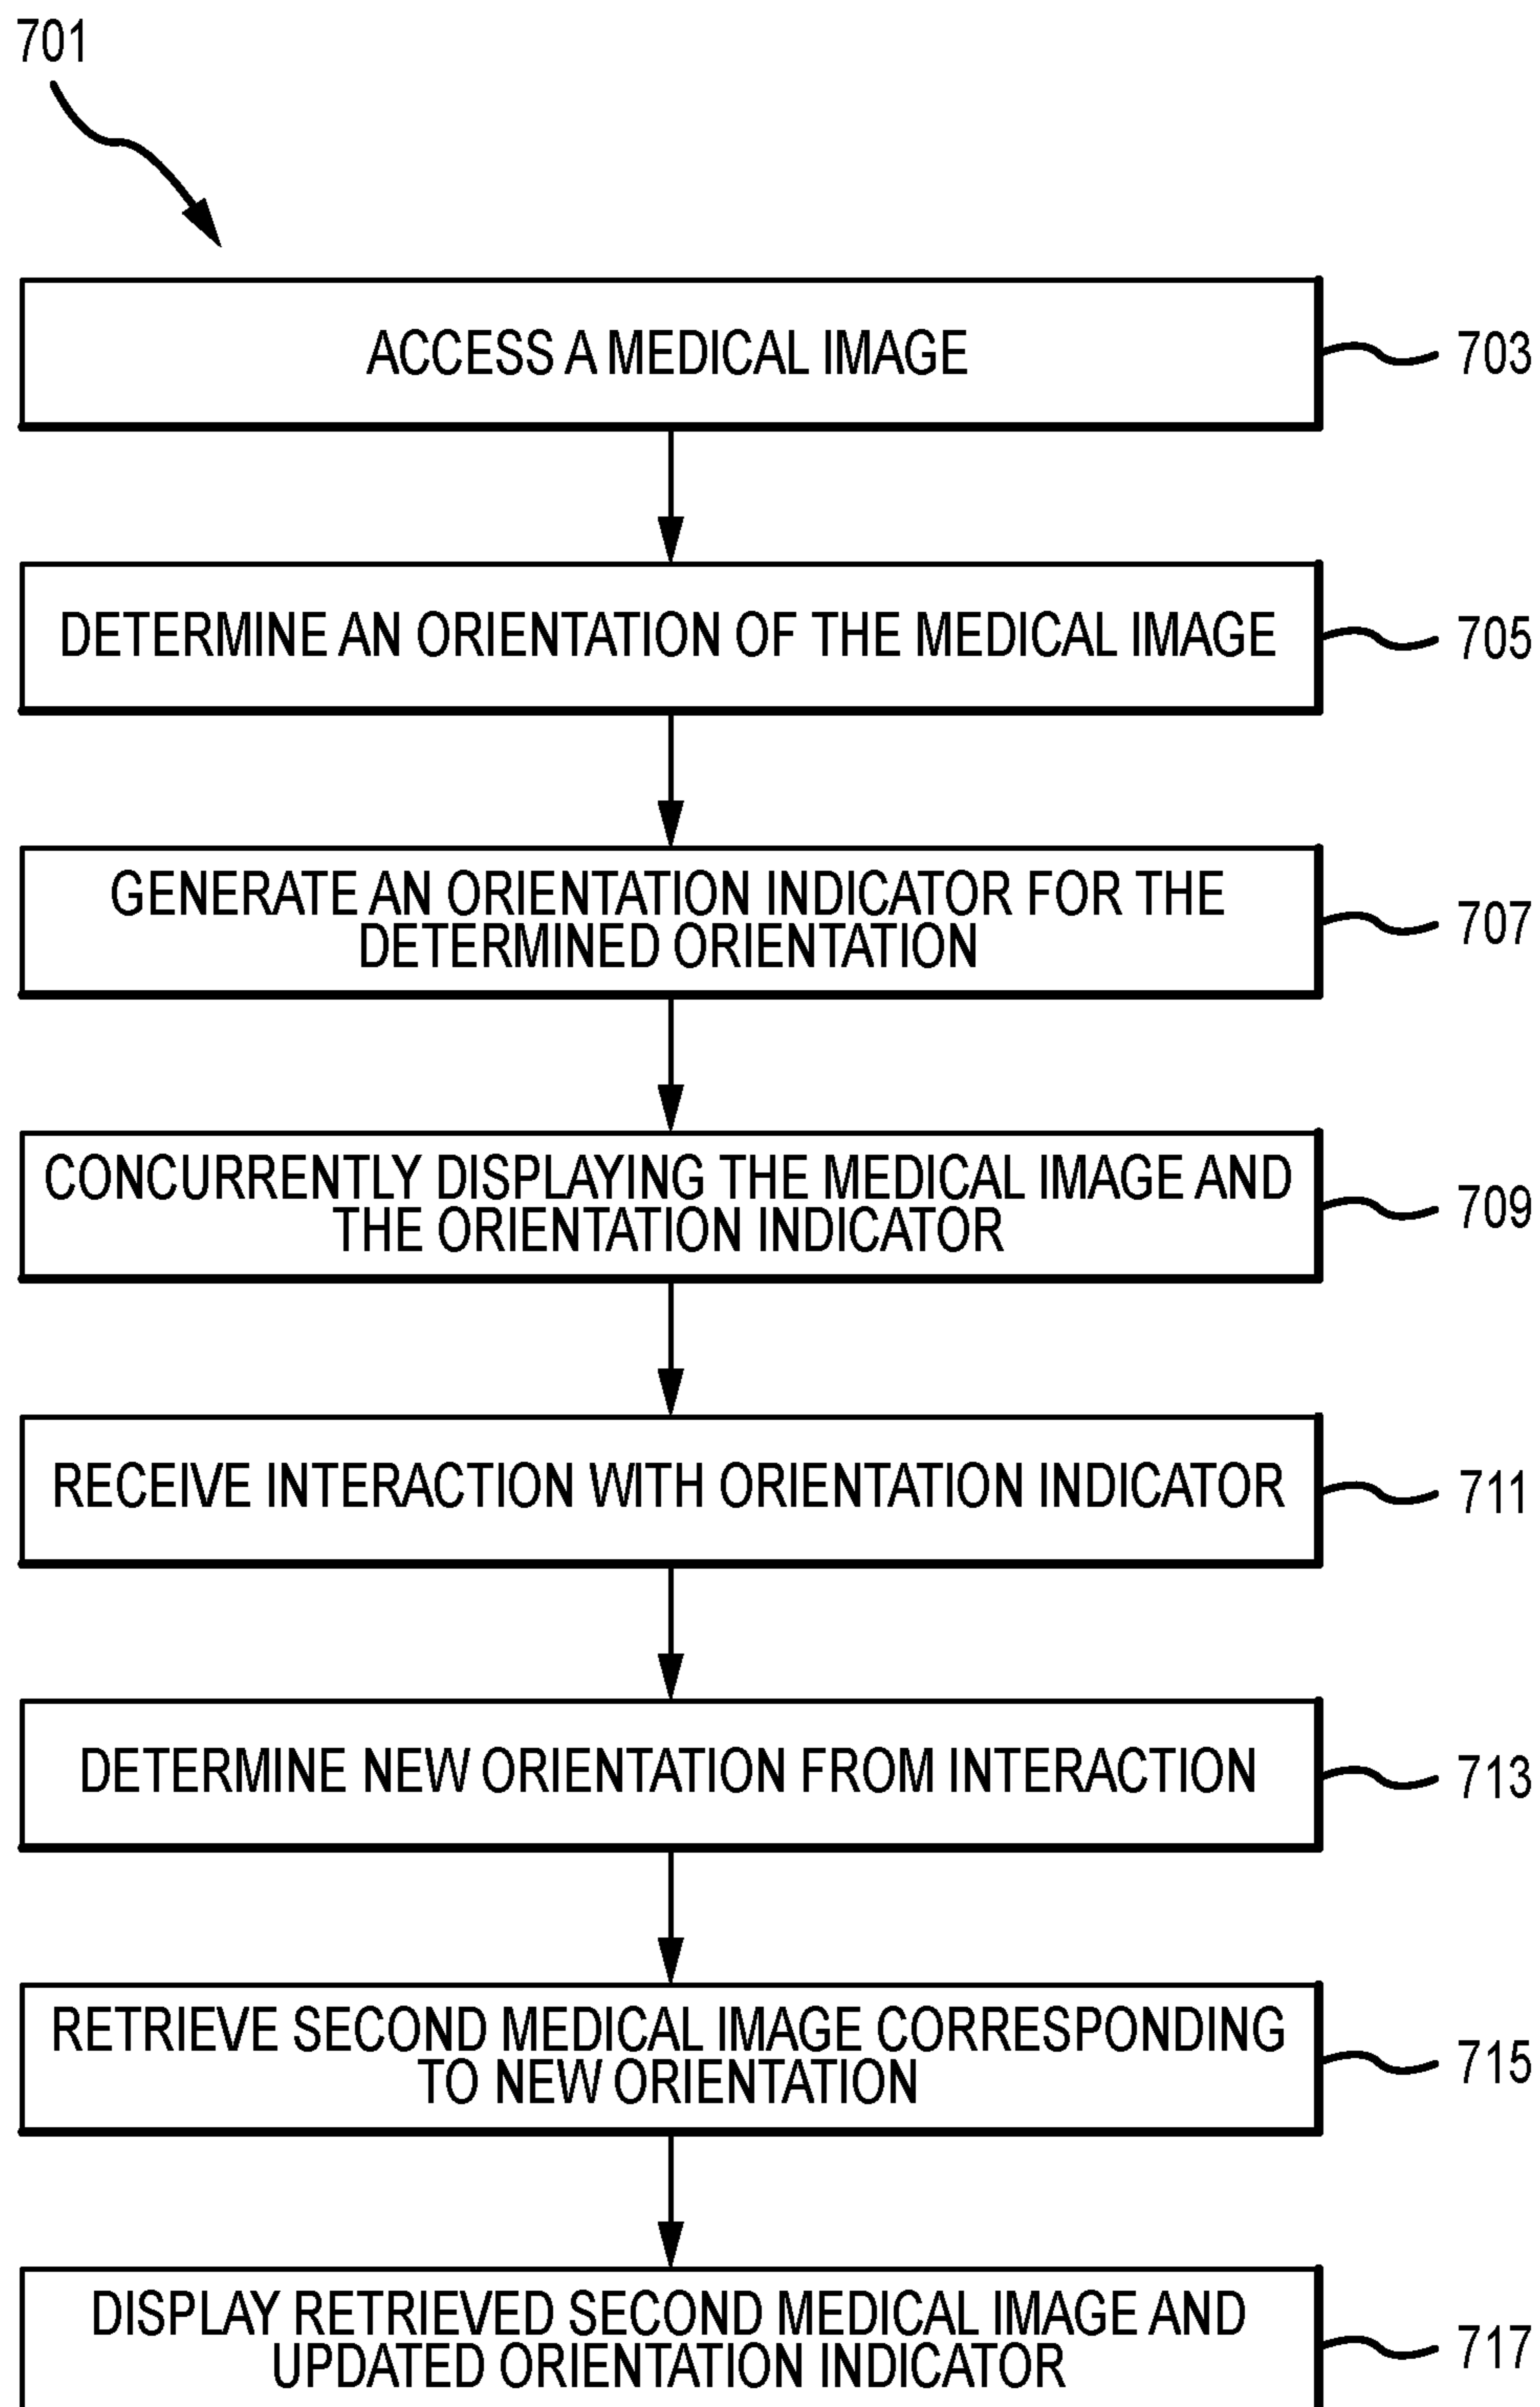 701
ACCESS A MEDICAL IMAGE
703
DETERMINE AN ORIENTATION OF THE MEDICAL IMAGE
705
GENERATE AN ORIENTATION INDICATOR FOR THE
DETERMINED ORIENTATION
707
CONCURRENTLY DISPLAYING THE MEDICAL IMAGE AND
THE ORIENTATION INDICATOR
709
RECEIVE INTERACTION WITH ORIENTATION INDICATOR
711
DETERMINE NEW ORIENTATION FROM INTERACTION
713
RETRIEVE SECOND MEDICAL IMAGE CORRESPONDING
TO NEW ORIENTATION
715
DISPLAY RETRIEVED SECOND MEDICAL IMAGE AND
UPDATED ORIENTATION INDICATOR
717